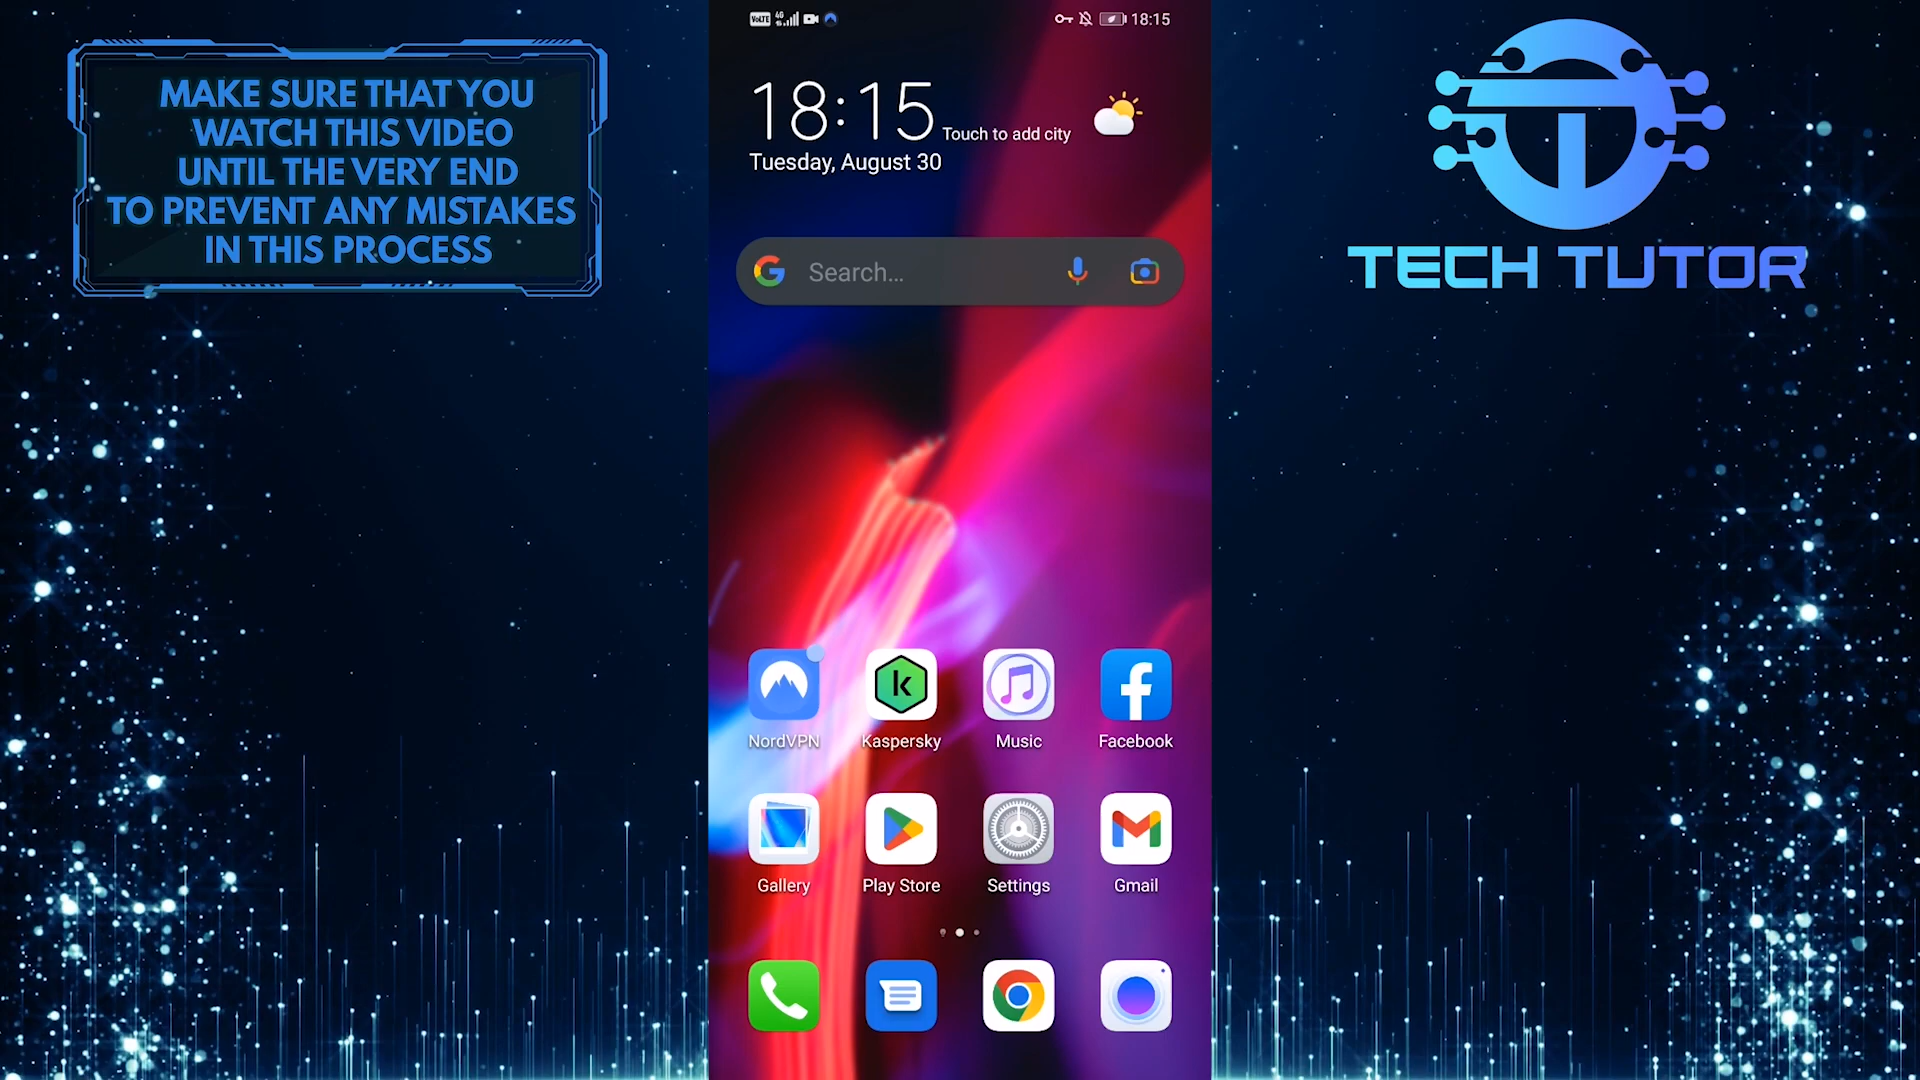 MAKE SURE THAT YOU
WATCH THIS VIDEO
UNTIL THE VERY END
TO PREVENT ANY MISTAKES
IN THIS PROCESS
VoLTE 4G 18:15
18:15 Touch to add city
Tuesday, August 30
Search...
NordVPN Kaspersky Music Facebook
Gallery Play Store Settings Gmail
TECH TUTOR